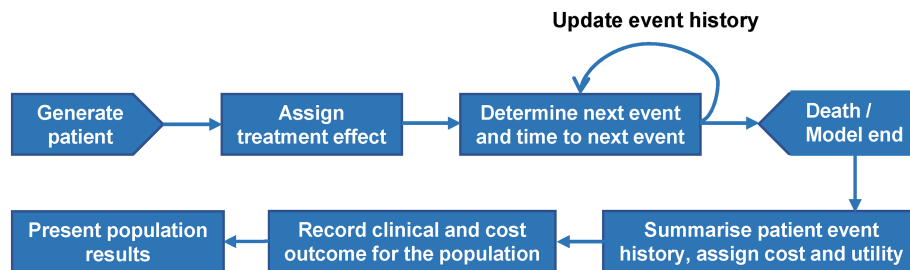 Update event history
Generate
patient
Assign
treatment effect
Determine next event
and time to next event
Death /
Model end
Summarise patient event
history, assign cost and utility
Record clinical and cost
outcome for the population
Present population
results